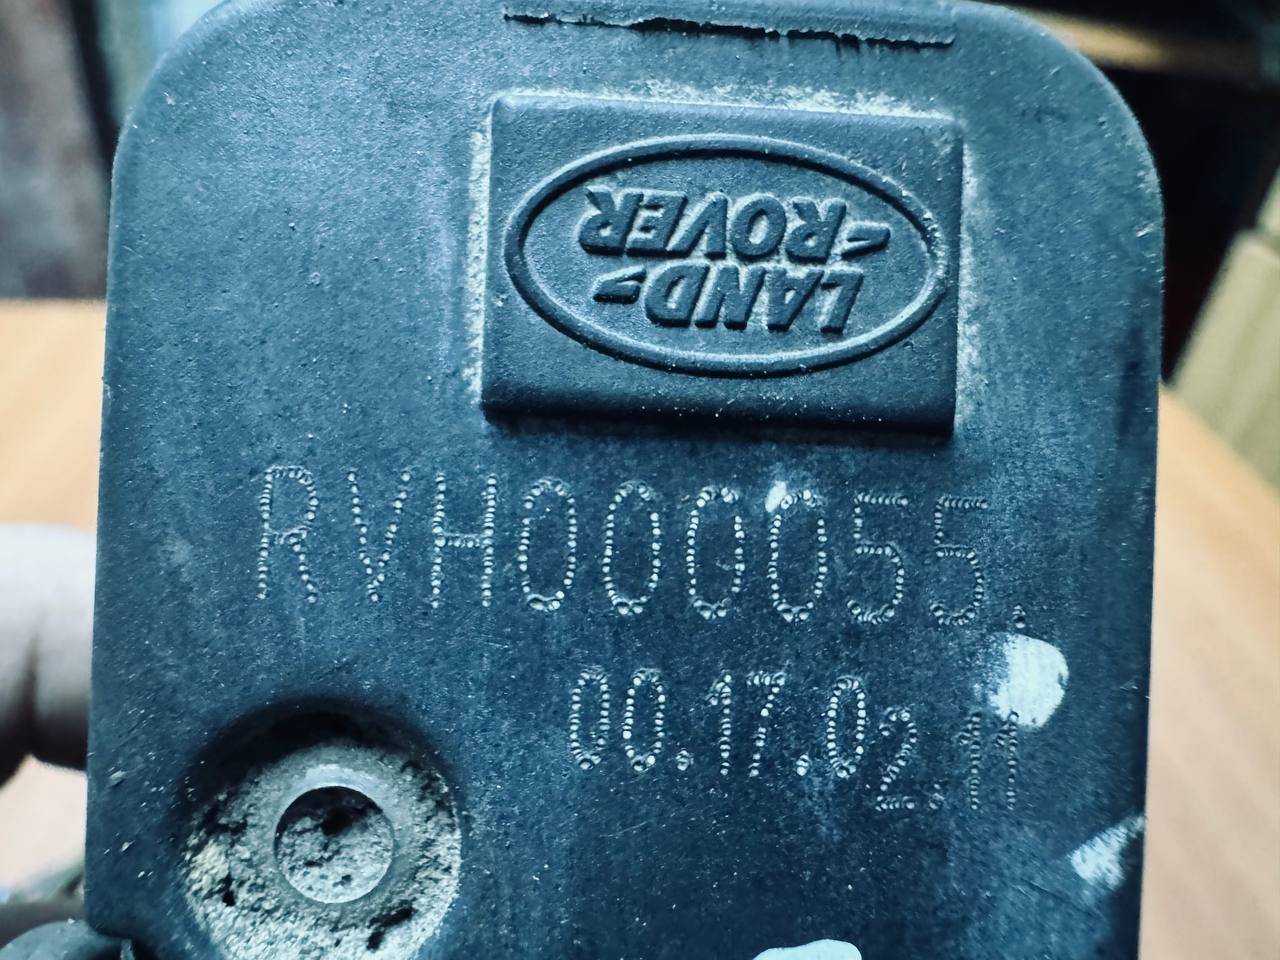 LAND-
-ROVER
RVH000055.
00.17.02.11